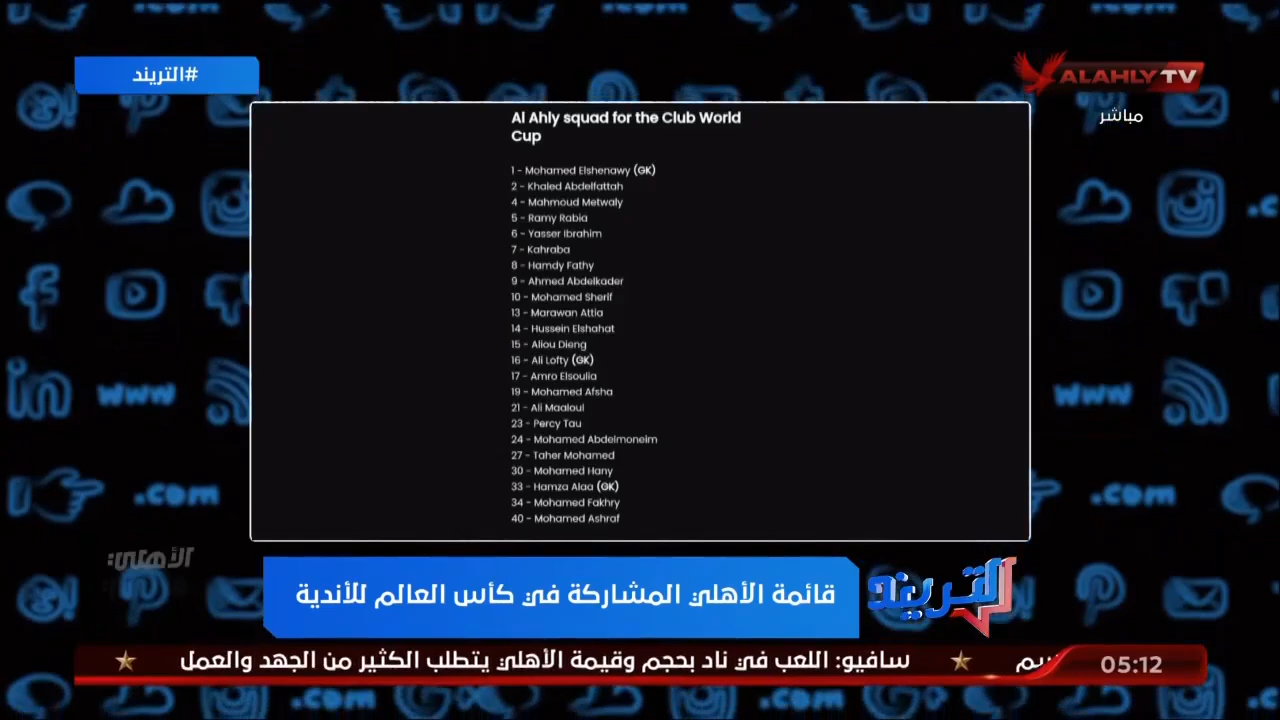 #التريند
ALAHLY TV
مباشر
Al Ahly squad for the Club World
Cup
1 - Mohamed Elshenawy (GK)
2 - Khaled Abdelfattah
4 - Mahmoud Metwaly
5 - Ramy Rabia
6 - Yasser Ibrahim
7 - Kahraba
8 - Hamdy Fathy
9 - Ahmed Abdelkader
10 - Mohamed Sherif
13 - Marawan Attia
14 - Hussein Elshahat
15 - Aliou Dieng
16 - Ali Lofty (GK)
17 - Amro Elsoulia
19 - Mohamed Afsha
21 - Ali Maaloul
23 - Percy Tau
24 - Mohamed Abdelmoneim
27 - Taher Mohamed
30 - Mohamed Hany
33 - Hamza Alaa (GK)
34 - Mohamed Fakhry
40 - Mohamed Ashraf
www
www
.com
.com
الأهلي
قائمة الأهلي المشاركة في كأس العالم للأندية
التريند
سافيو: اللعب في ناد بحجم وقيمة الأهلي يتطلب الكثير من الجهد والعمل
05:12